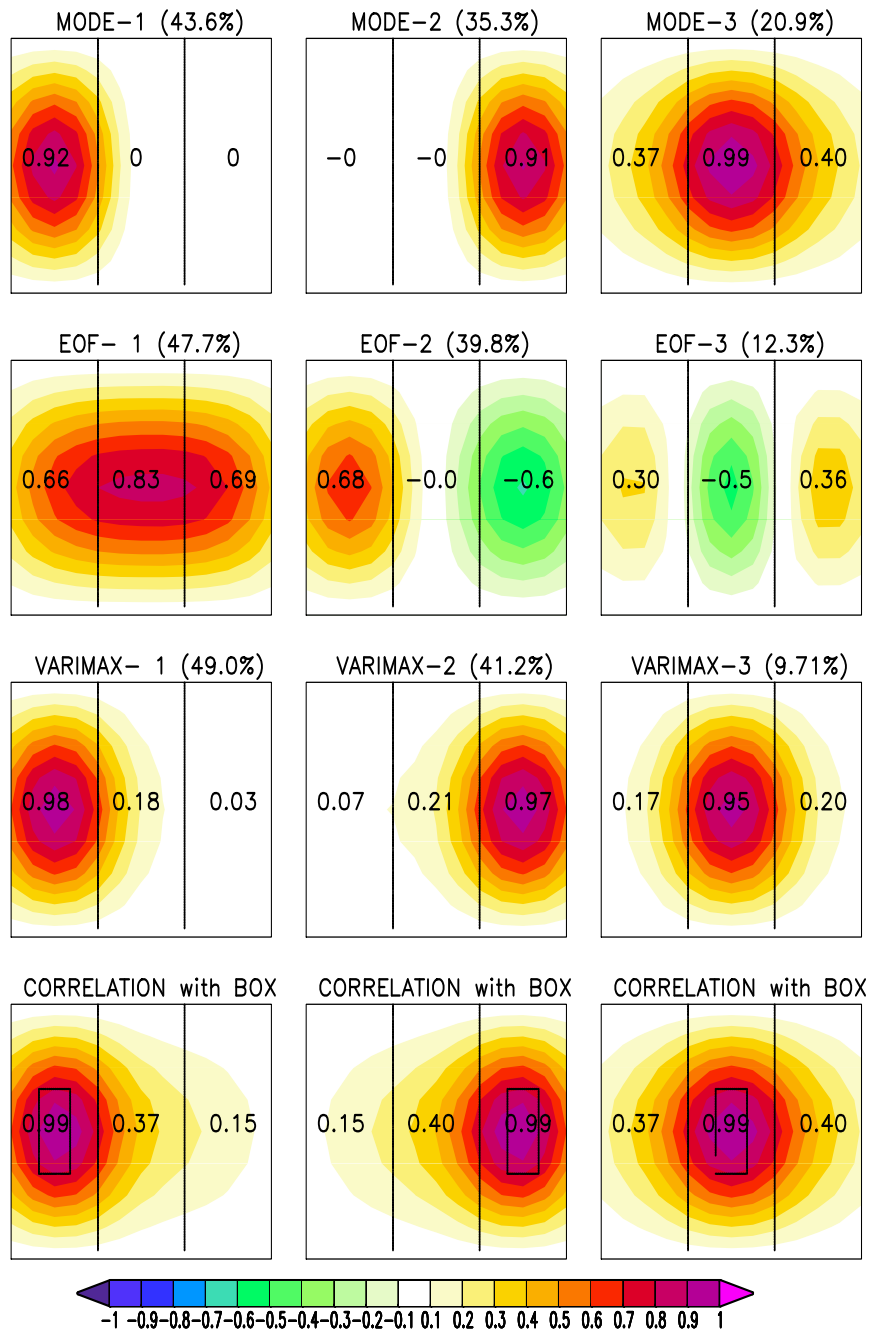 MODE-1 (43.6%) MODE-2 (35.3%) MODE-3 (20.9%)
0.92 0 0 -0 -0 0.91 0.37 0.99 0.40
EOF- 1 (47.7%) EOF-2 (39.8%) EOF-3 (12.3%)
0.66 0.83 0.69 0.68 -0.0 -0.6 0.30 -0.5 0.36
VARIMAX- 1 (49.0%) VARIMAX-2 (41.2%) VARIMAX-3 (9.71%)
0.98 0.18 0.03 0.07 0.21 0.97 0.17 0.95 0.20
CORRELATION with BOX CORRELATION with BOX CORRELATION with BOX
0.99 0.37 0.15 0.15 0.40 0.99 0.37 0.99 0.40
-1 -0.9 -0.8 -0.7 -0.6 -0.5 -0.4 -0.3 -0.2 -0.1 0.1 0.2 0.3 0.4 0.5 0.6 0.7 0.8 0.9 1